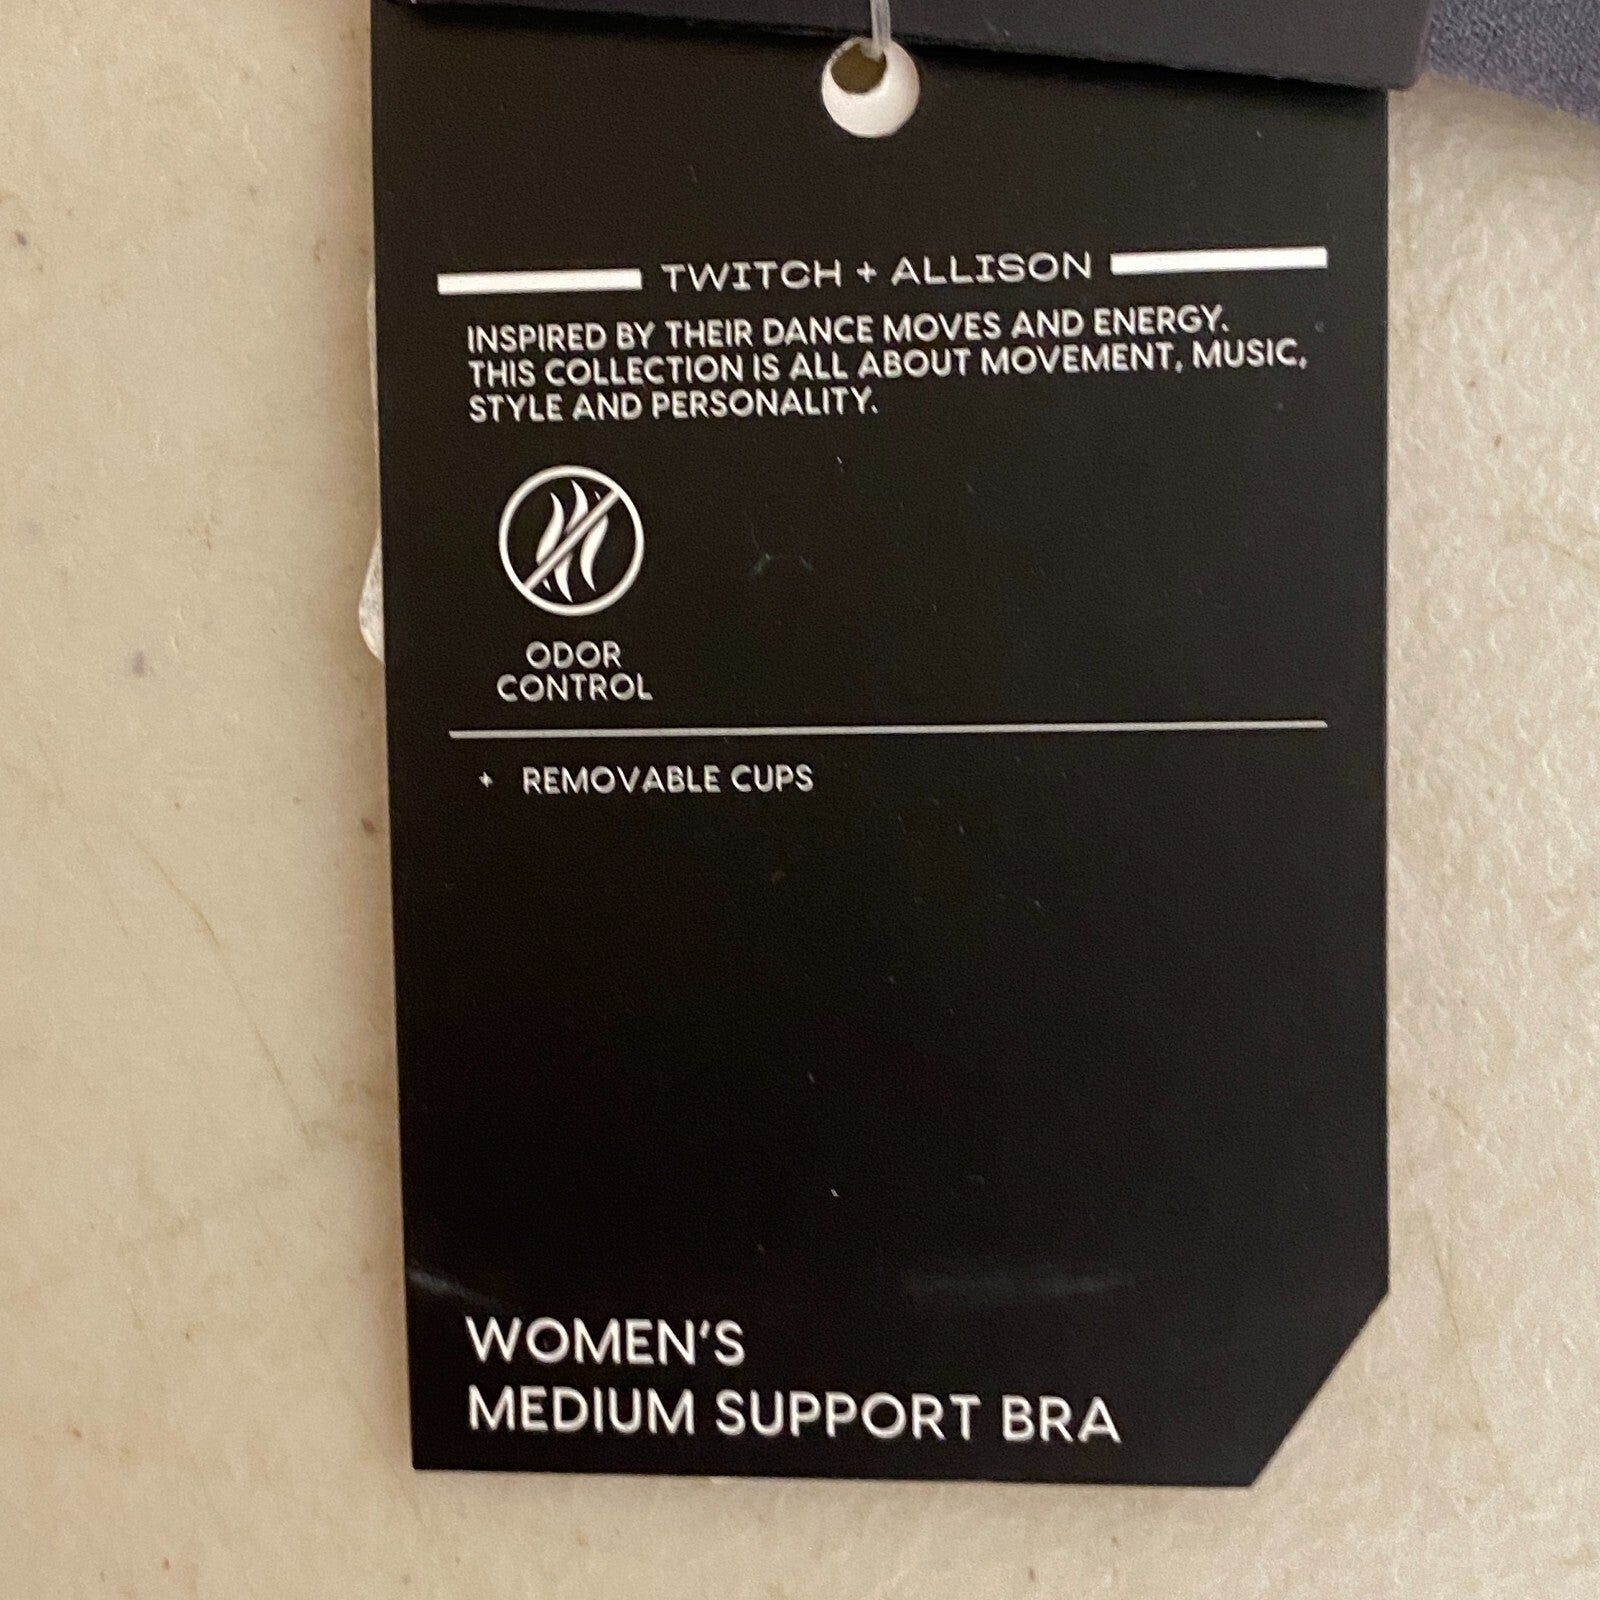 TWITCH + ALLISON
INSPIRED BY THEIR DANCE MOVES AND ENERGY.
THIS COLLECTION IS ALL ABOUT MOVEMENT, MUSIC,
STYLE AND PERSONALITY.
ODOR
CONTROL
+ REMOVABLE CUPS
WOMEN'S
MEDIUM SUPPORT BRA